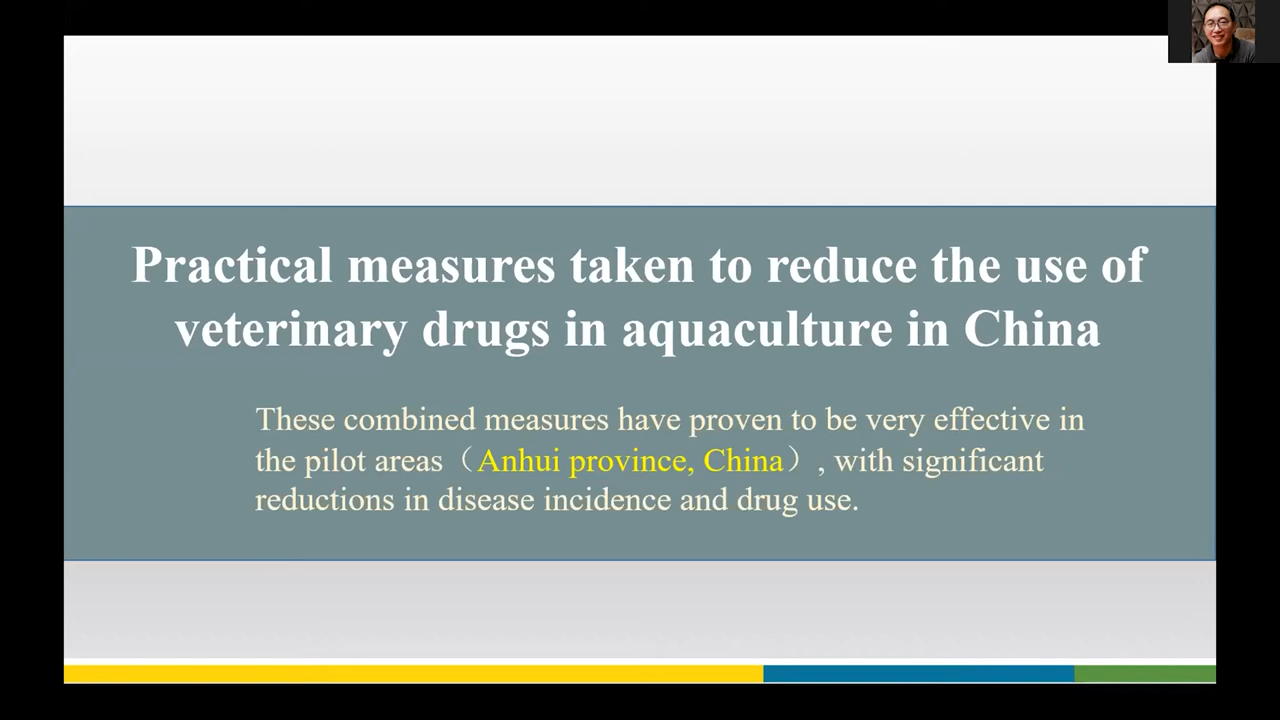 Practical measures taken to reduce the use of
veterinary drugs in aquaculture in China
These combined measures have proven to be very effective in
the pilot areas（Anhui province, China）, with significant
reductions in disease incidence and drug use.